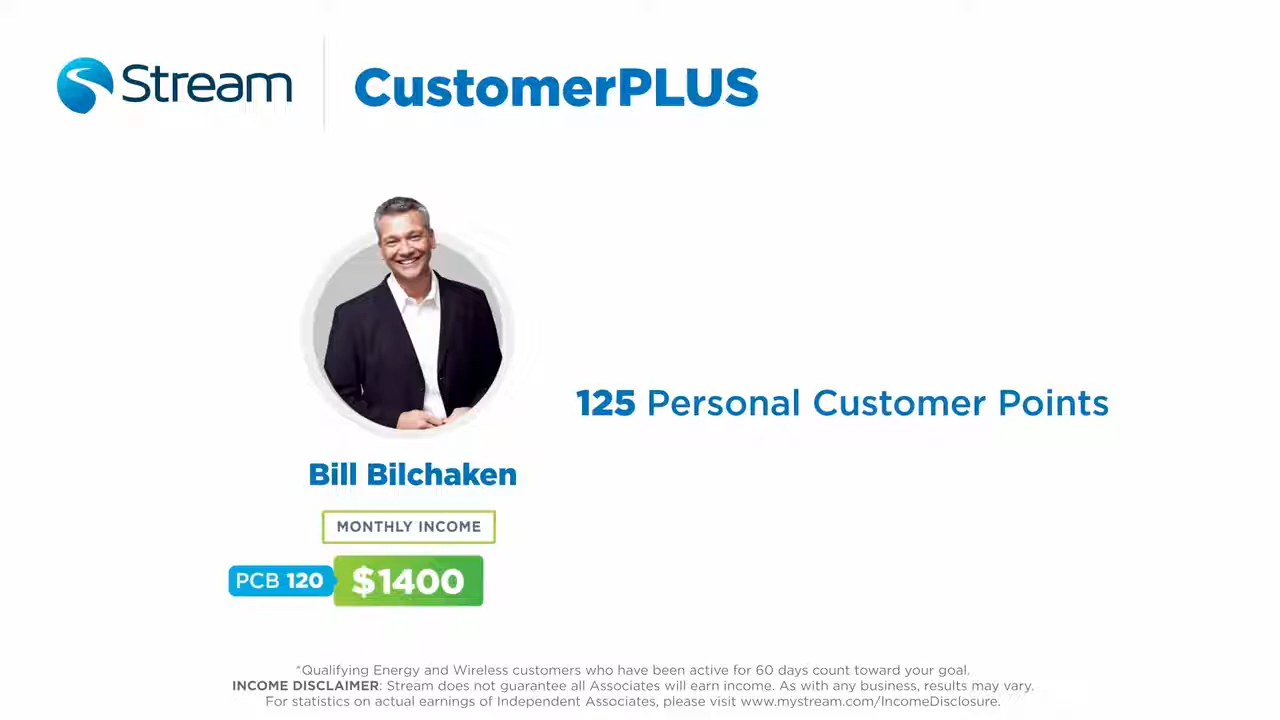 Stream
CustomerPLUS
125 Personal Customer Points
Bill Bilchaken
MONTHLY INCOME
PCB 120
$1400
*Qualifying Energy and Wireless customers who have been active for 60 days count toward your goal.
INCOME DISCLAIMER: Stream does not guarantee all Associates will earn income. As with any business, results may vary.
For statistics on actual earnings of Independent Associates, please visit www.mystream.com/IncomeDisclosure.